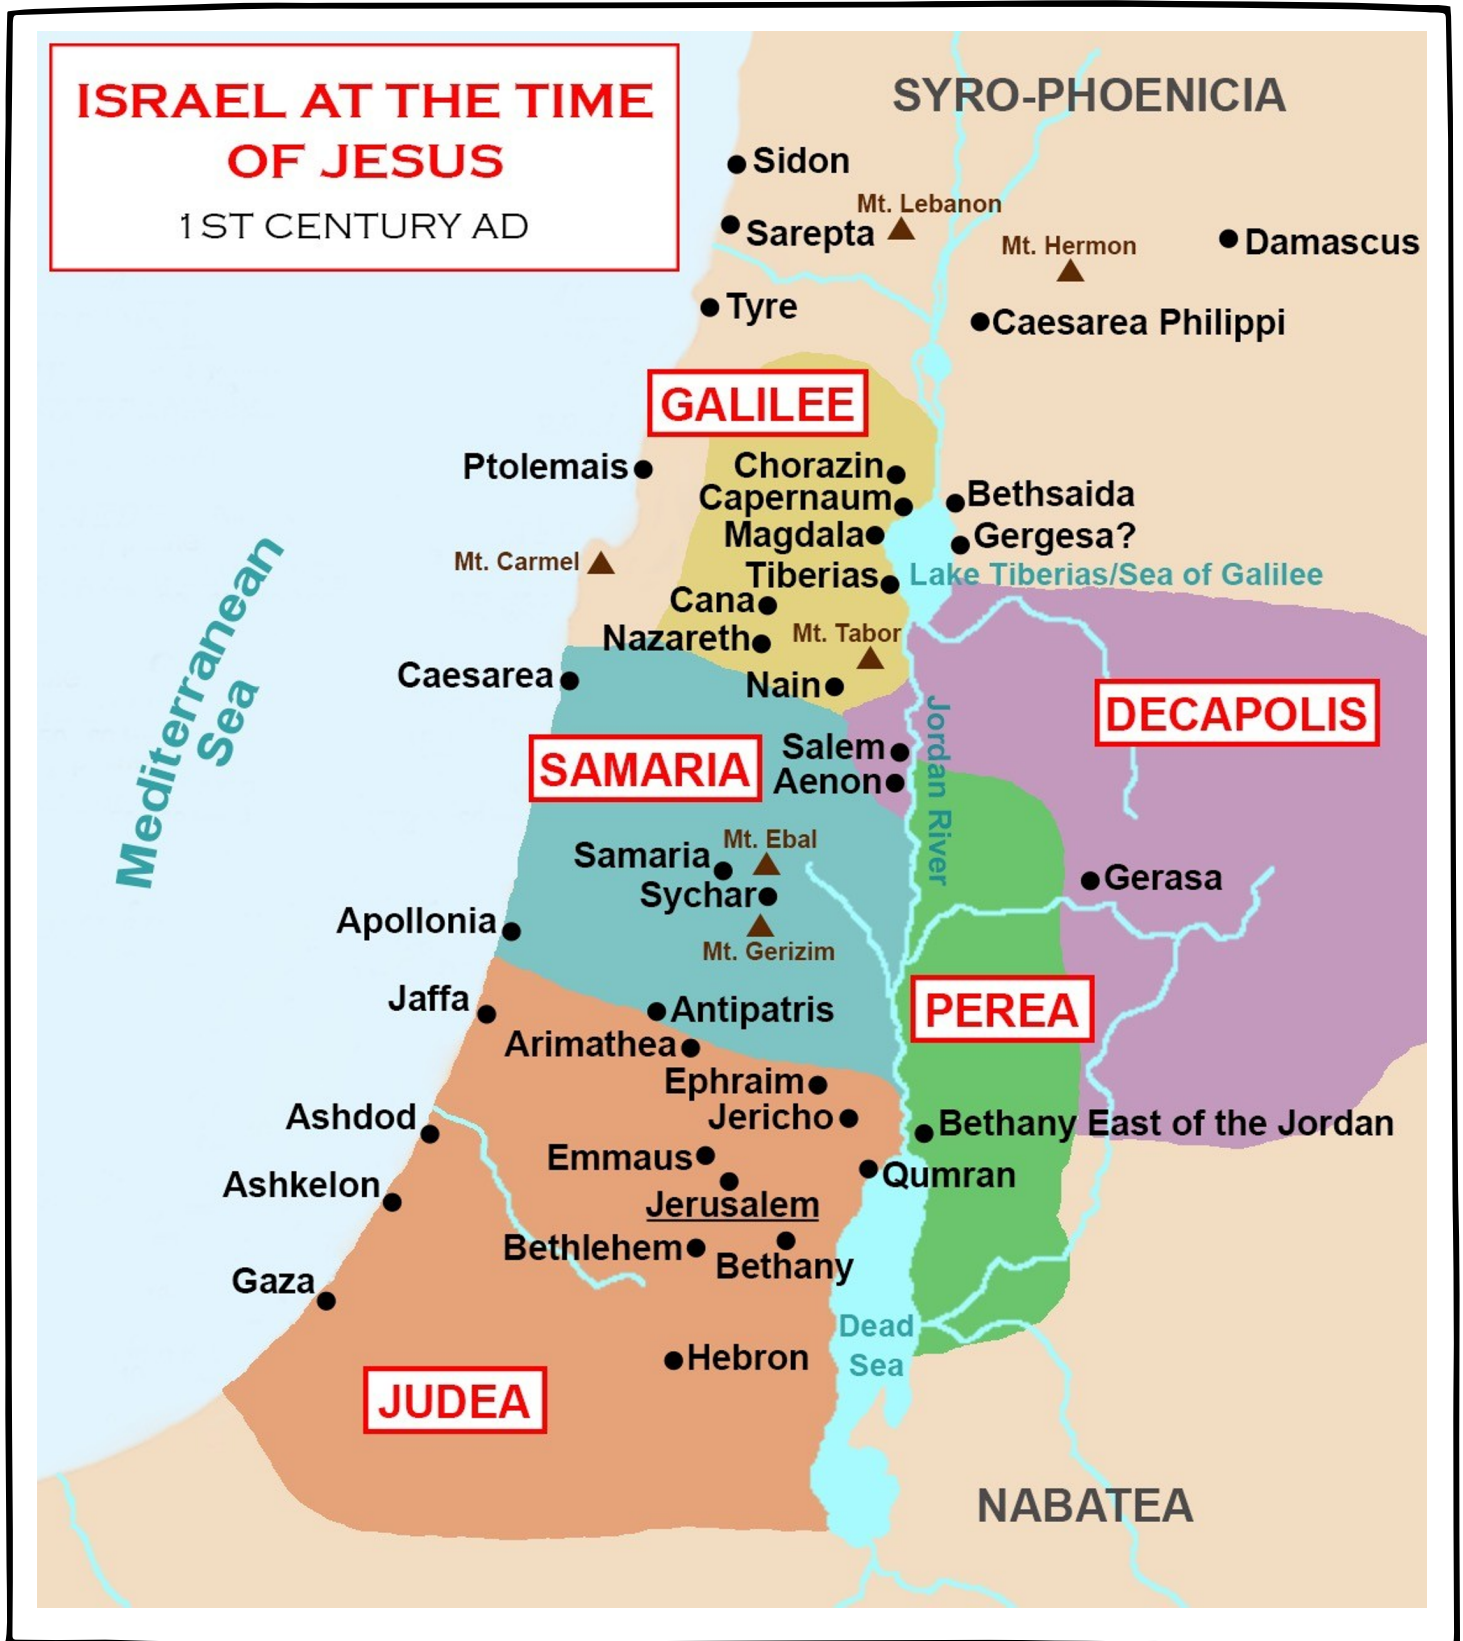 ISRAEL AT THE TIME
OF JESUS
1ST CENTURY AD
SYRO-PHOENICIA
Sidon
Mt. Lebanon
Sarepta
Mt. Hermon
Damascus
Tyre
Caesarea Philippi
GALILEE
Ptolemais
Chorazin
Capernaum
Bethsaida
Magdala
Gergesa?
Mt. Carmel
Tiberias
Lake Tiberias/Sea of Galilee
Cana
Nazareth
Mt. Tabor
Caesarea
Nain
Mediterranean
Sea
Jordan River
DECAPOLIS
SAMARIA
Salem
Aenon
Mt. Ebal
Samaria
Sychar
Gerasa
Apollonia
Mt. Gerizim
Jaffa
Antipatris
PEREA
Arimathea
Ephraim
Jericho
Ashdod
Bethany East of the Jordan
Emmaus
Qumran
Ashkelon
Jerusalem
Bethlehem
Bethany
Gaza
Dead
Sea
Hebron
JUDEA
NABATEA